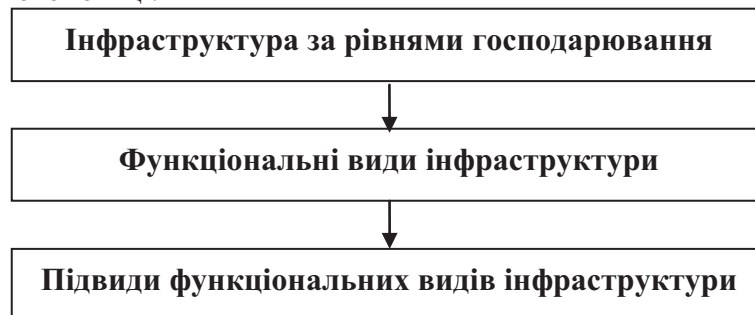 Інфраструктура за рівнями господарювання
Функціональні види інфраструктури
Підвиди функціональних видів інфраструктури